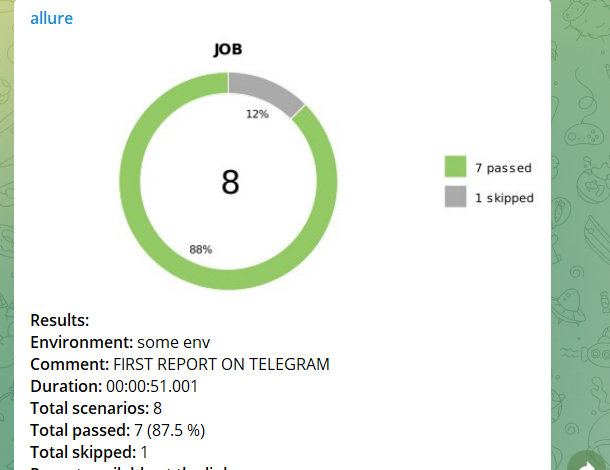 allure
JOB
12%
8
7 passed
1 skipped
88%
Results:
Environment: some env
Comment: FIRST REPORT ON TELEGRAM
Duration: 00:00:51.001
Total scenarios: 8
Total passed: 7 (87.5 %)
Total skipped: 1